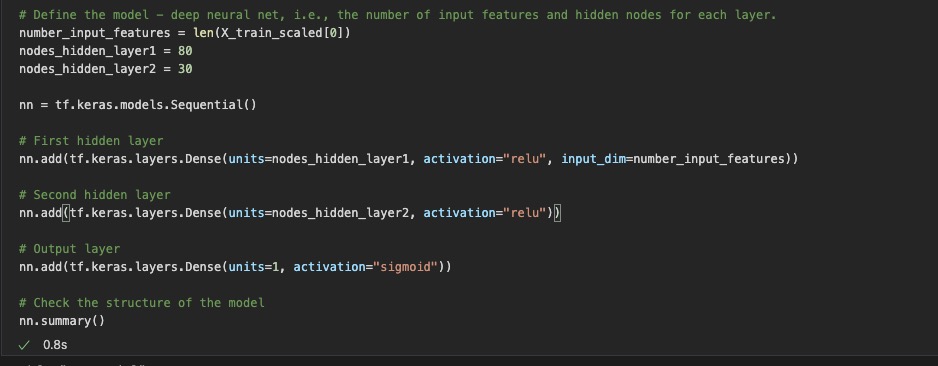 # Define the model - deep neural net, i.e., the number of input features and hidden nodes for each layer.
number_input_features = len(X_train_scaled[0])
nodes_hidden_layer1 = 80
nodes_hidden_layer2 = 30
nn = tf.keras.models.Sequential()
# First hidden layer
nn.add(tf.keras.layers.Dense(units=nodes_hidden_layer1, activation="relu", input_dim=number_input_features))
# Second hidden layer
nn.add(tf.keras.layers.Dense(units=nodes_hidden_layer2, activation="relu"))
# Output layer
nn.add(tf.keras.layers.Dense(units=1, activation="sigmoid"))
# Check the structure of the model
nn.summary()
✓ 0.8s